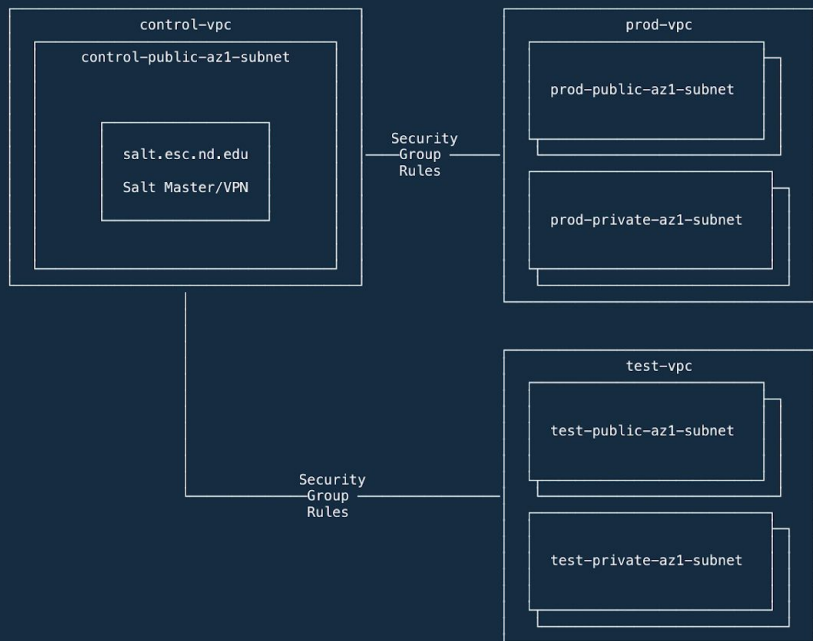 control-vpc
control-public-az1-subnet
salt.esc.nd.edu
Salt Master/VPN
Security
Group
Rules
prod-vpc
prod-public-az1-subnet
prod-private-az1-subnet
Security
Group
Rules
test-vpc
test-public-az1-subnet
test-private-az1-subnet